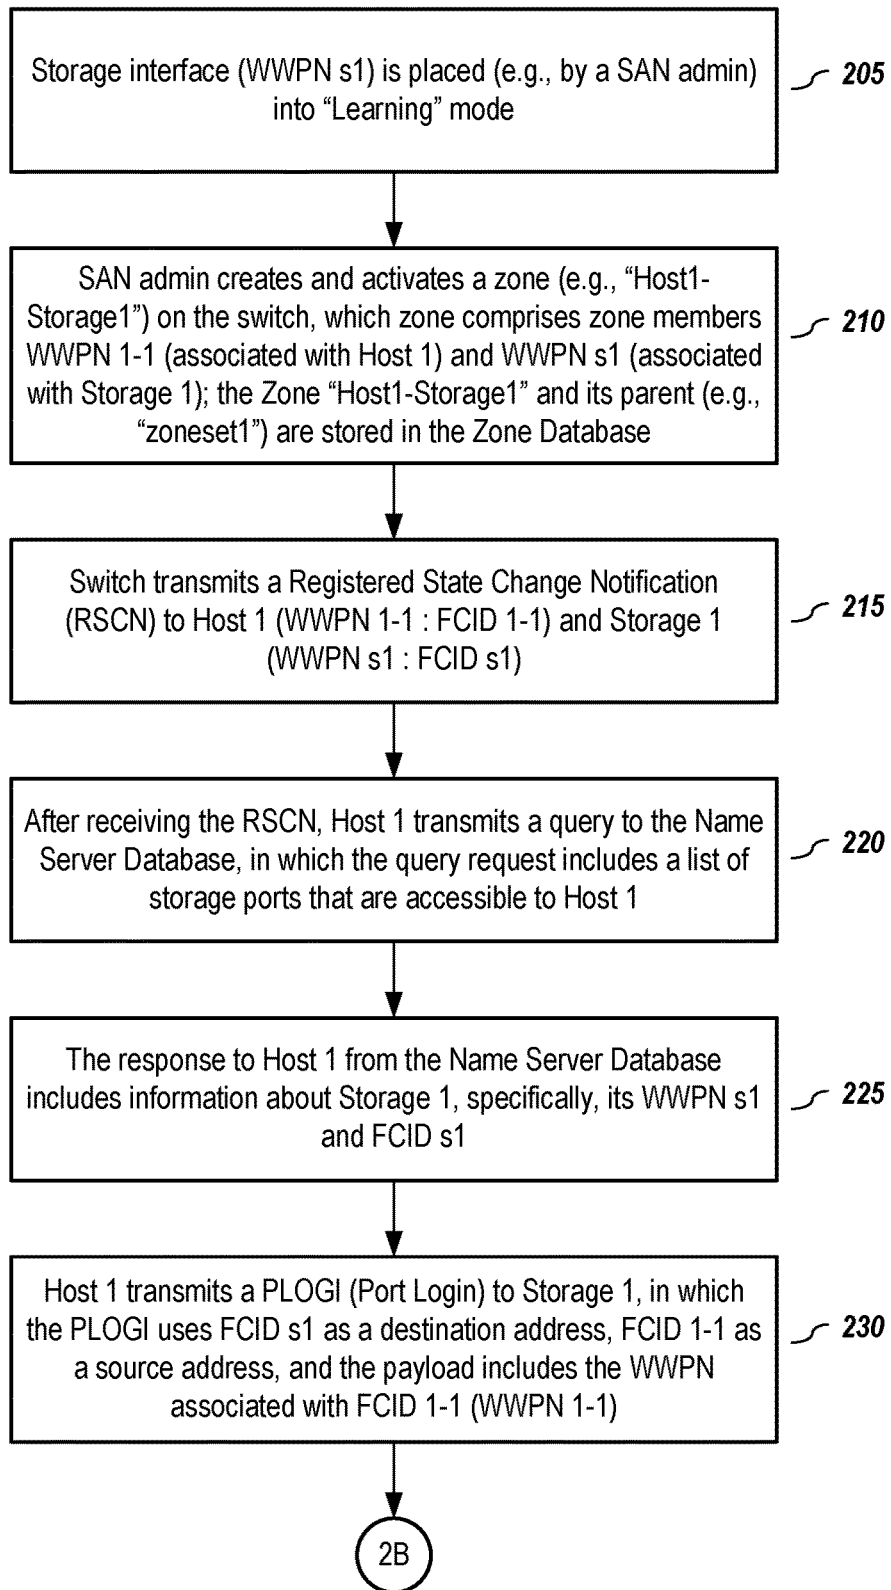 Storage interface (WWPN s1) is placed (e.g., by a SAN admin)
into “Learning” mode
205
SAN admin creates and activates a zone (e.g., “Host1-
Storage1”) on the switch, which zone comprises zone members
WWPN 1-1 (associated with Host 1) and WWPN s1 (associated
with Storage 1); the Zone “Host1-Storage1” and its parent (e.g.,
“zoneset1”) are stored in the Zone Database
210
Switch transmits a Registered State Change Notification
(RSCN) to Host 1 (WWPN 1-1 : FCID 1-1) and Storage 1
(WWPN s1 : FCID s1)
215
After receiving the RSCN, Host 1 transmits a query to the Name
Server Database, in which the query request includes a list of
storage ports that are accessible to Host 1
220
The response to Host 1 from the Name Server Database
includes information about Storage 1, specifically, its WWPN s1
and FCID s1
225
Host 1 transmits a PLOGI (Port Login) to Storage 1, in which
the PLOGI uses FCID s1 as a destination address, FCID 1-1 as
a source address, and the payload includes the WWPN
associated with FCID 1-1 (WWPN 1-1)
230
2B